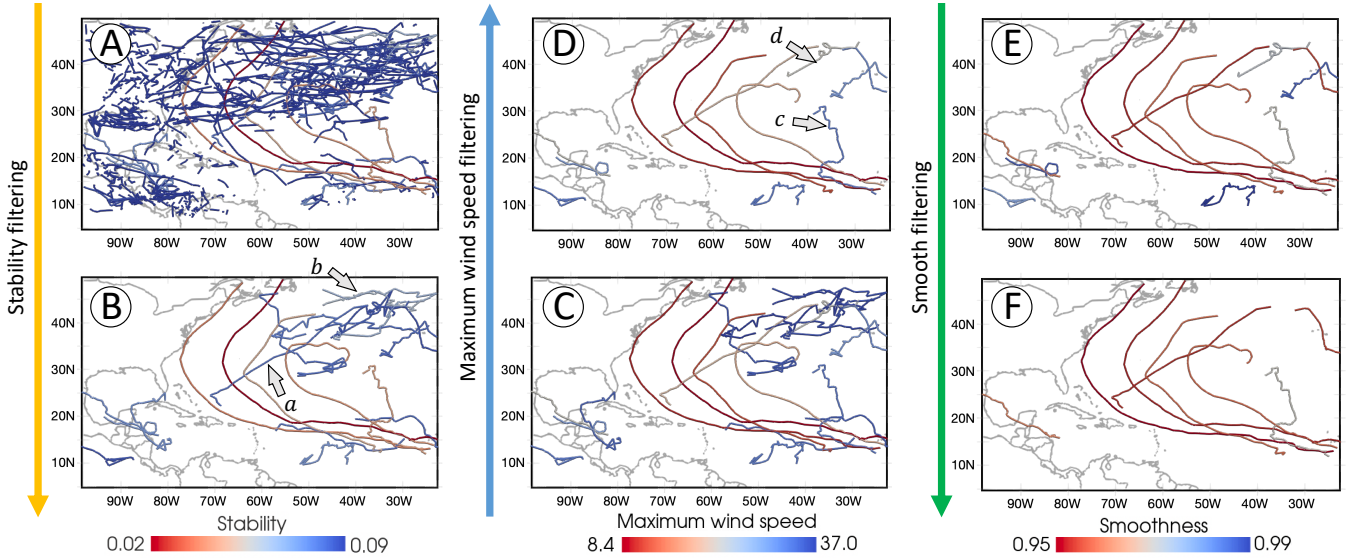 Stability filtering
A
40N
30N
20N
10N
90W 80W 70W 60W 50W 40W 30W
B
b
a
40N
30N
20N
10N
90W 80W 70W 60W 50W 40W 30W
Stability
0.02 0.09
Maximum wind speed filtering
D
d
c
40N
30N
20N
10N
90W 80W 70W 60W 50W 40W 30W
C
40N
30N
20N
10N
90W 80W 70W 60W 50W 40W 30W
Maximum wind speed
8.4 37.0
Smooth filtering
E
40N
30N
20N
10N
90W 80W 70W 60W 50W 40W 30W
F
40N
30N
20N
10N
90W 80W 70W 60W 50W 40W 30W
Smoothness
0.95 0.99